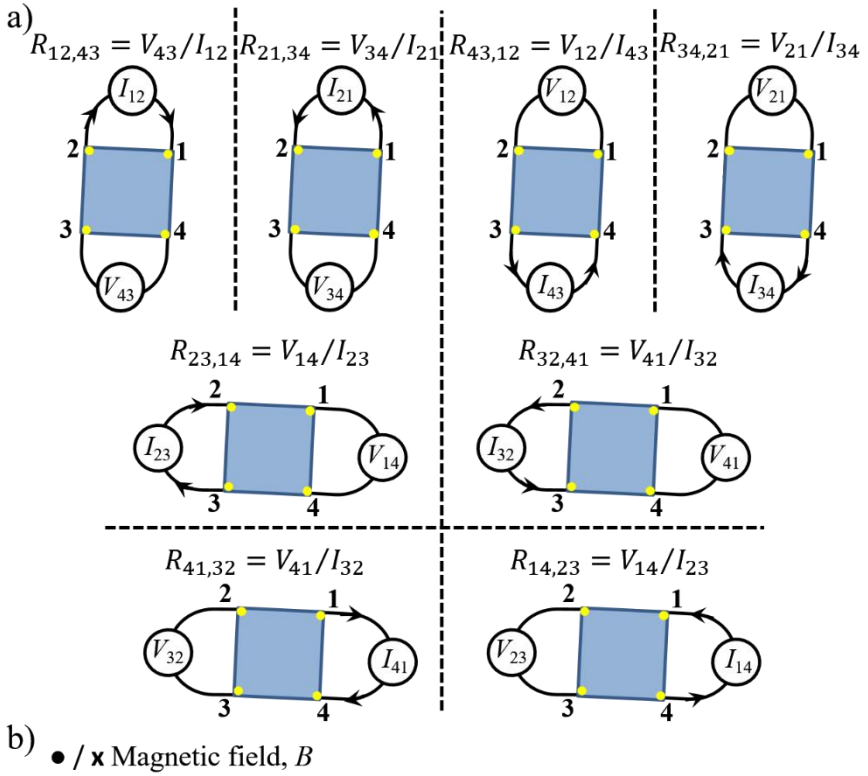 a)
R₁₂,₄₃ = V₄₃/I₁₂ R₂₁,₃₄ = V₃₄/I₂₁ R₄₃,₁₂ = V₁₂/I₄₃ R₃₄,₂₁ = V₂₁/I₃₄
I₁₂ I₂₁ V₁₂ V₂₁
2 1 2 1 2 1 2 1
3 4 3 4 3 4 3 4
V₄₃ V₃₄ I₄₃ I₃₄
R₂₃,₁₄ = V₁₄/I₂₃ R₃₂,₄₁ = V₄₁/I₃₂
2 1 2 1
I₂₃ V₁₄ I₃₂ V₄₁
3 4 3 4
R₄₁,₃₂ = V₄₁/I₃₂ R₁₄,₂₃ = V₁₄/I₂₃
2 1 2 1
V₃₂ I₄₁ V₂₃ I₁₄
3 4 3 4
b)
● / x Magnetic field, B